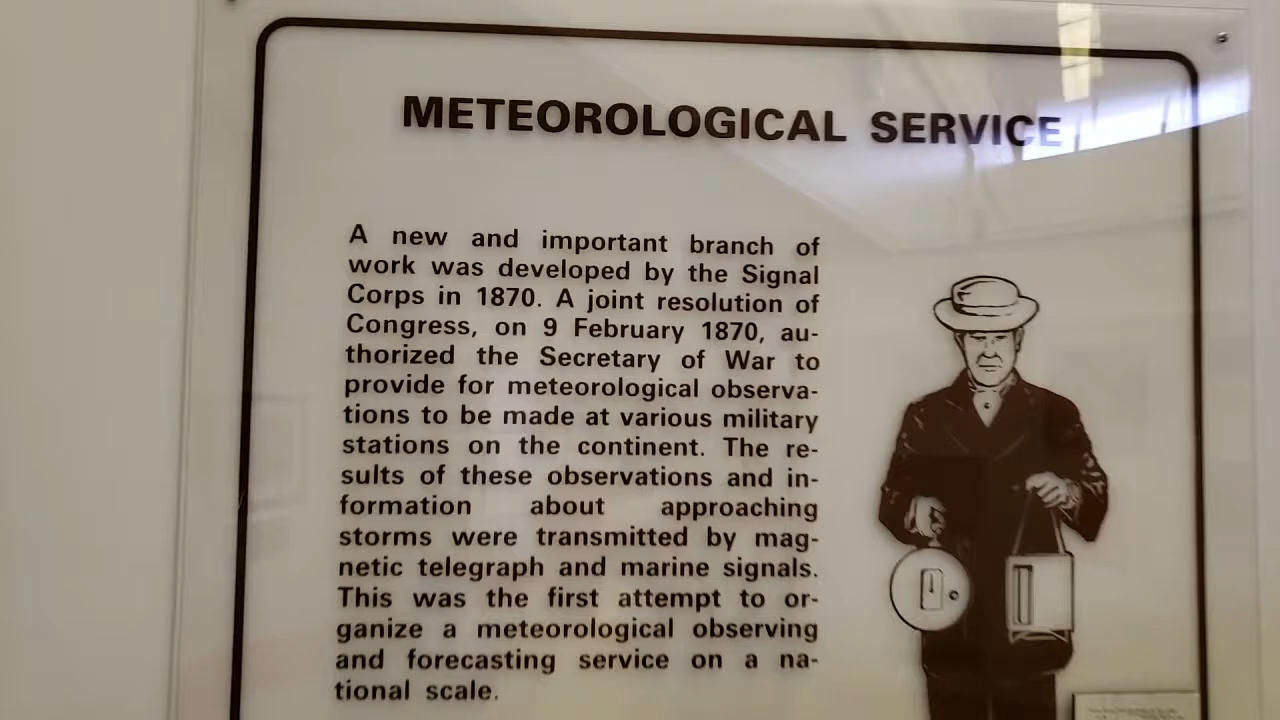 METEOROLOGICAL SERVICE
A new and important branch of
work was developed by the Signal
Corps in 1870. A joint resolution of
Congress, on 9 February 1870, au-
thorized the Secretary of War to
provide for meteorological observa-
tions to be made at various military
stations on the continent. The re-
sults of these observations and in-
formation about approaching
storms were transmitted by mag-
netic telegraph and marine signals.
This was the first attempt to or-
ganize a meteorological observing
and forecasting service on a na-
tional scale.